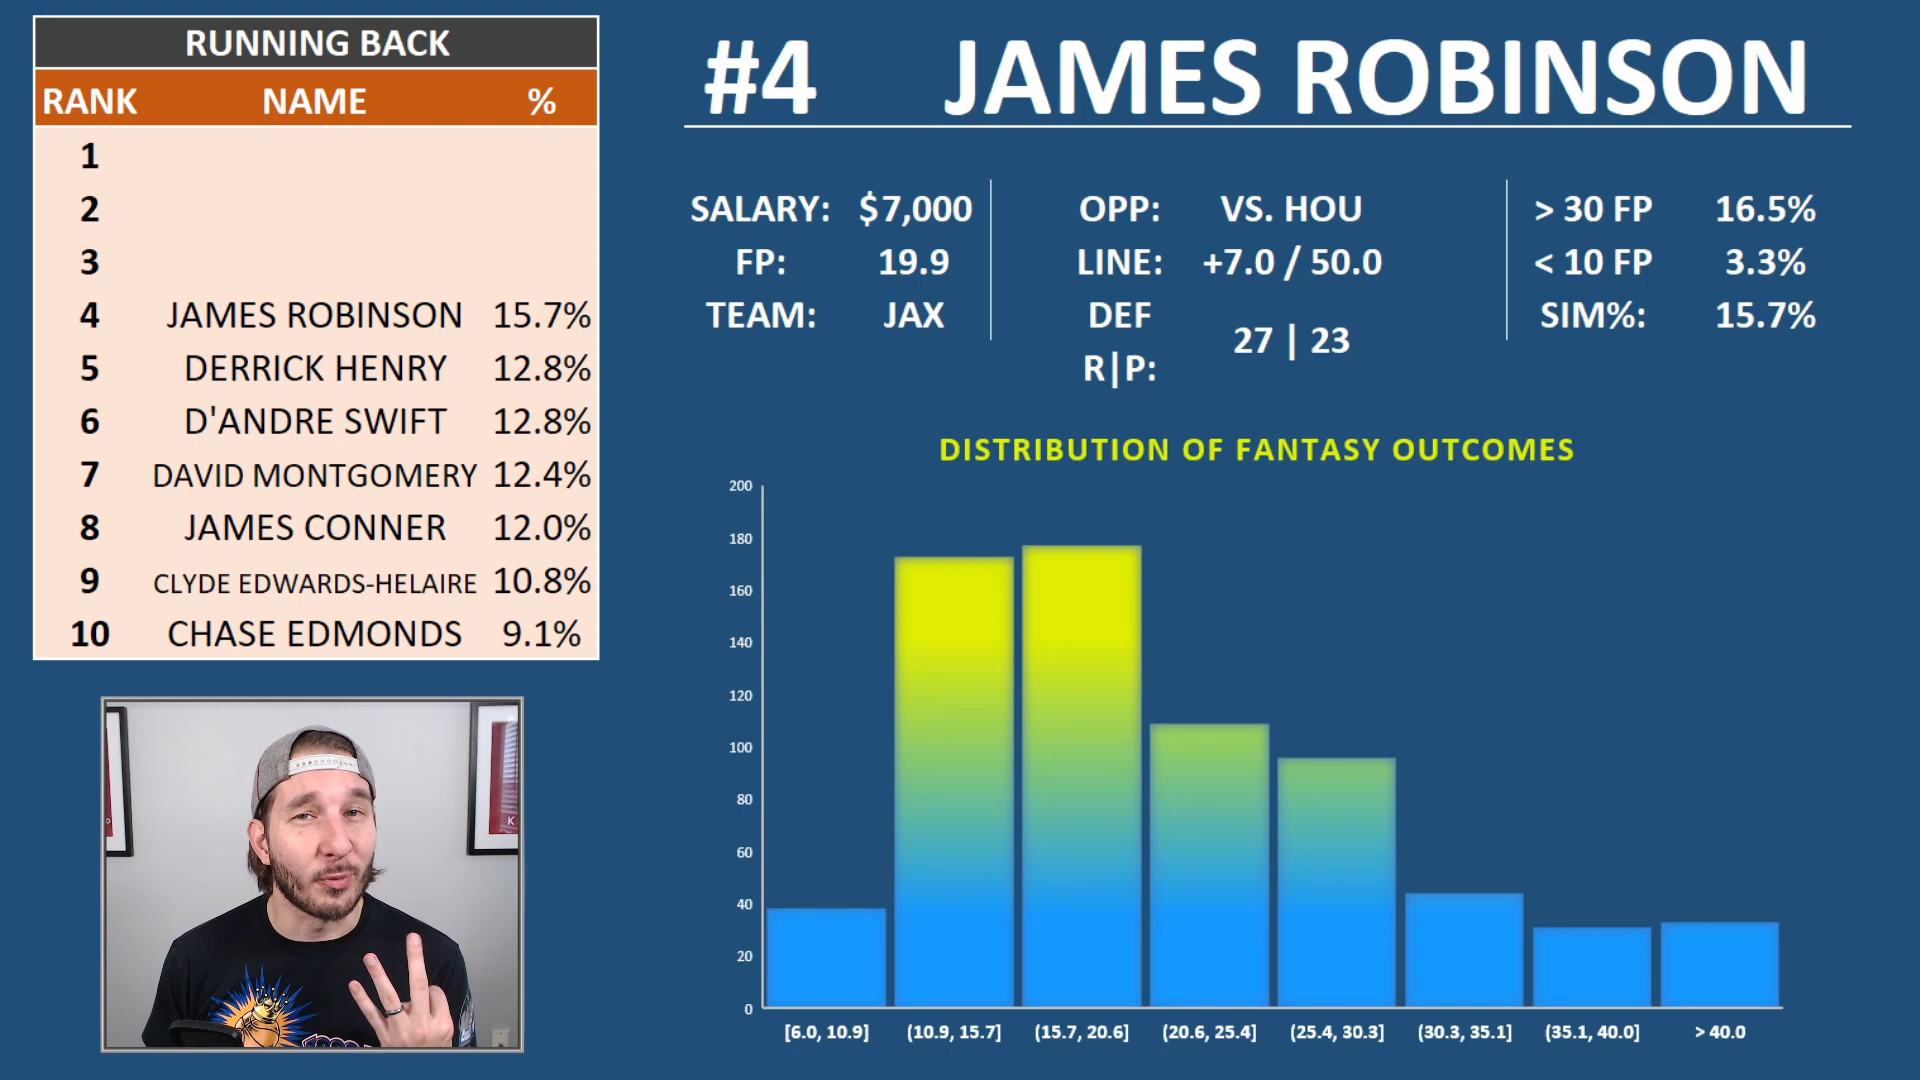 RUNNING BACK
RANK NAME %
1
2
3
4 JAMES ROBINSON 15.7%
5 DERRICK HENRY 12.8%
6 D'ANDRE SWIFT 12.8%
7 DAVID MONTGOMERY 12.4%
8 JAMES CONNER 12.0%
9 CLYDE EDWARDS-HELAIRE 10.8%
10 CHASE EDMONDS 9.1%
#4 JAMES ROBINSON
SALARY: $7,000
FP: 19.9
TEAM: JAX
OPP: VS. HOU
LINE: +7.0 / 50.0
DEF
R|P:
27 | 23
> 30 FP 16.5%
< 10 FP 3.3%
SIM%: 15.7%
DISTRIBUTION OF FANTASY OUTCOMES
200
180
160
140
120
100
80
60
40
20
0
[6.0, 10.9] (10.9, 15.7] (15.7, 20.6] (20.6, 25.4] (25.4, 30.3] (30.3, 35.1] (35.1, 40.0] > 40.0